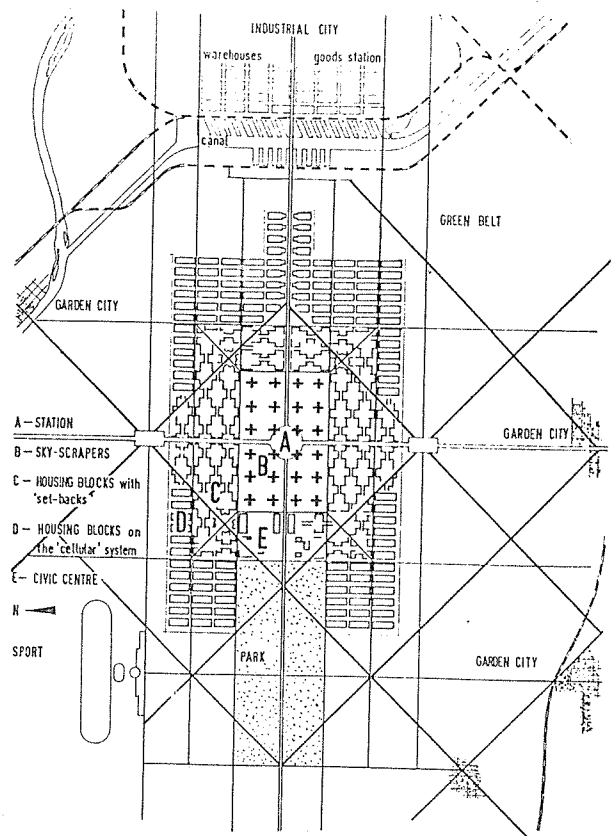 INDUSTRIAL CITY
warehouses goods station
canal
GREEN BELT
GARDEN CITY
A – STATION
GARDEN CITY
B – SKY-SCRAPERS
C – HOUSING BLOCKS with
'set-backs'
D – HOUSING BLOCKS on
the 'cellular' system
E – CIVIC CENTRE
N
SPORT
PARK
GARDEN CITY
A
B
C
D
E